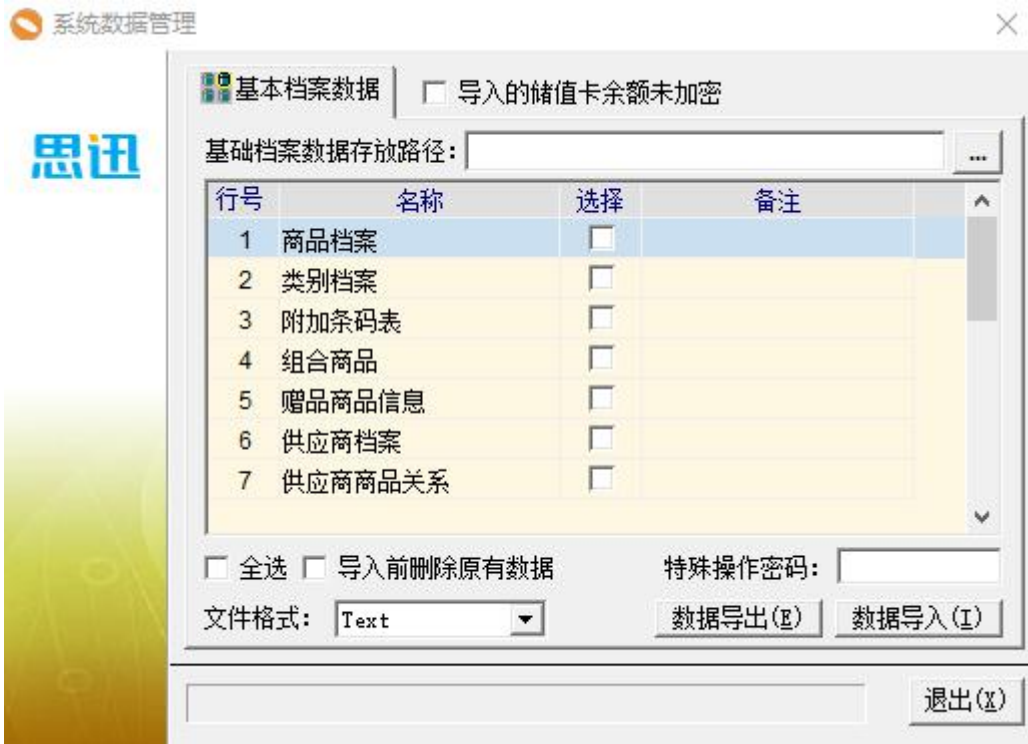 系统数据管理
思迅
基本档案数据 导入的储值卡余额未加密
基础档案数据存放路径: ...
行号 名称 选择 备注
1 商品档案
2 类别档案
3 附加条码表
4 组合商品
5 赠品商品信息
6 供应商档案
7 供应商商品关系
全选 导入前删除原有数据 特殊操作密码:
文件格式: Text 数据导出(E) 数据导入(I)
退出(X)